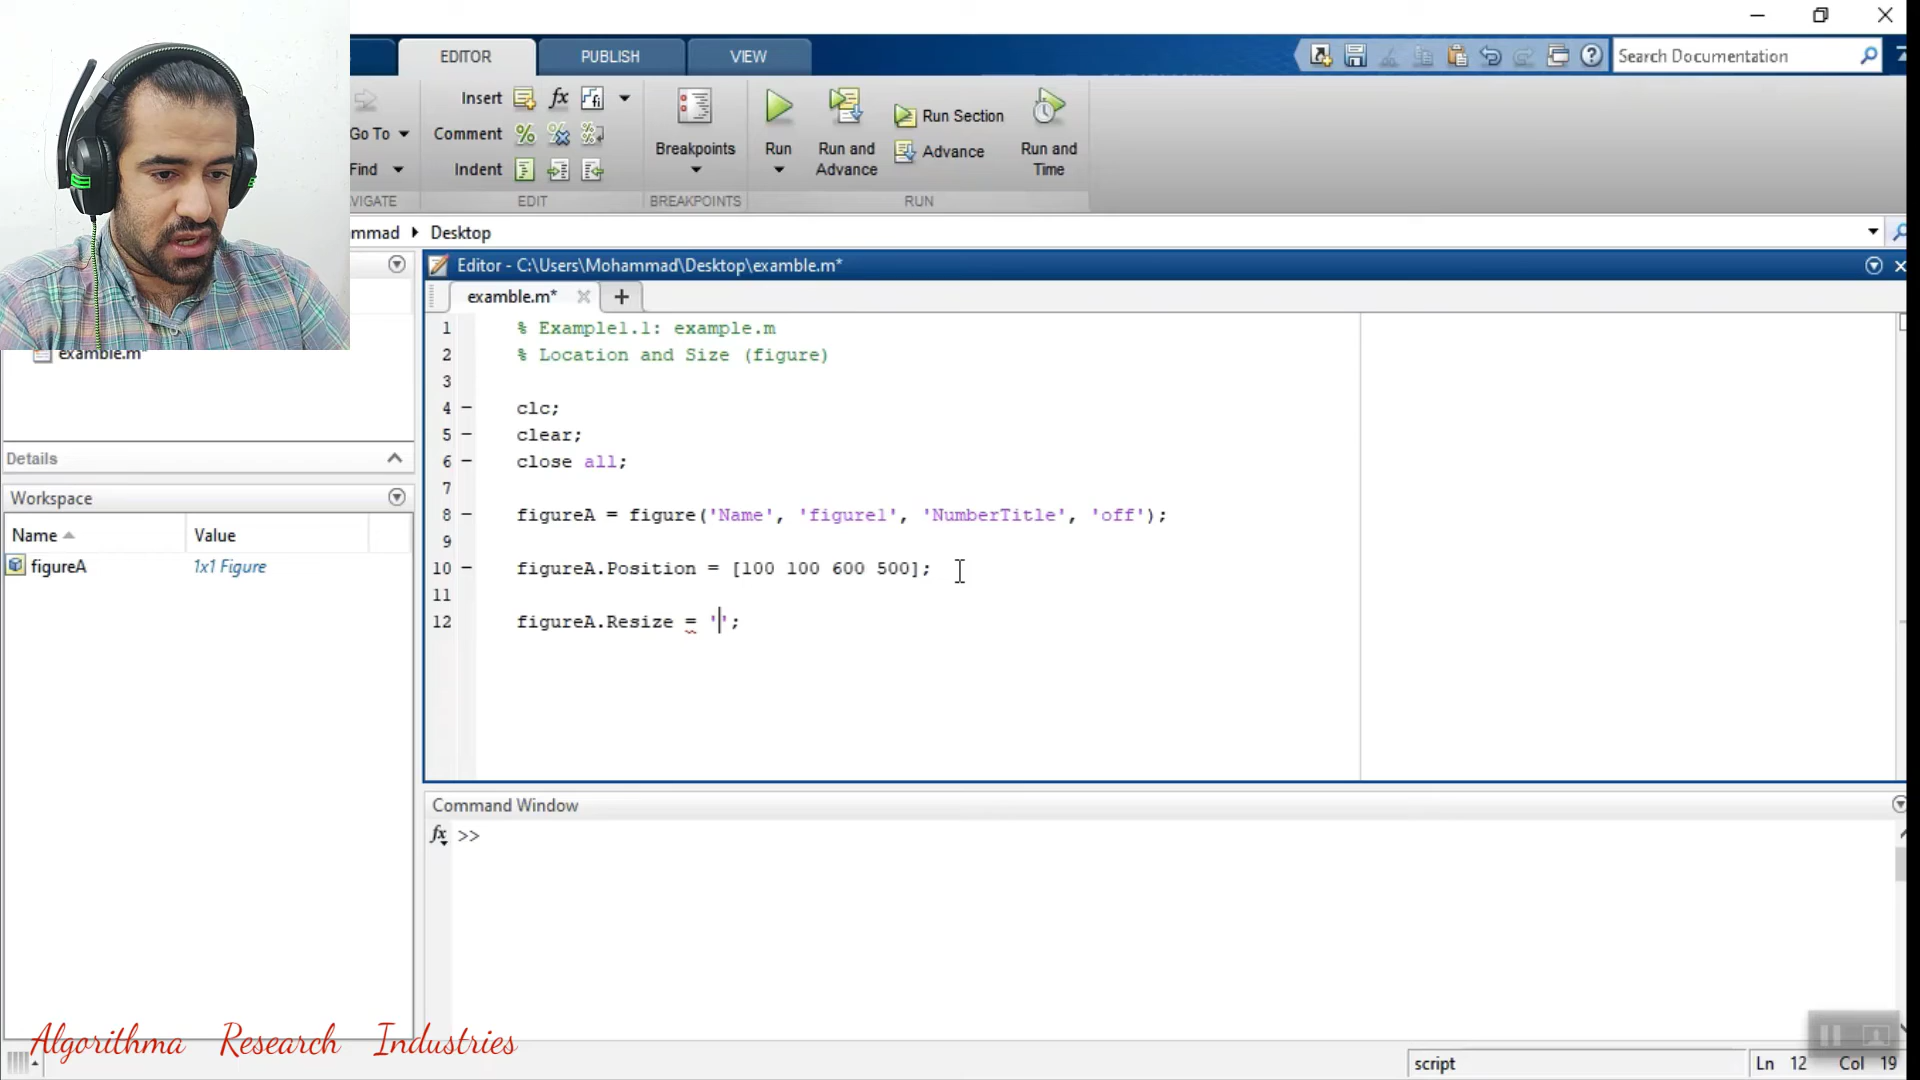 EDITOR
PUBLISH
VIEW
Search Documentation
Insert
fx
fi
Go To
Comment
Find
Indent
Breakpoints
Run
Run and
Advance
Run Section
Advance
Run and
Time
VIGATE
EDIT
BREAKPOINTS
RUN
mmad
Desktop
Editor - C:\Users\Mohammad\Desktop\examble.m*
examble.m*
1 % Example1.1: example.m
2 % Location and Size (figure)
3
4 clc;
5 clear;
6 close all;
7
8 figureA = figure('Name', 'figure1', 'NumberTitle', 'off');
9
10 figureA.Position = [100 100 600 500];
11
12 figureA.Resize = '';
examble.m*
Details
Workspace
Name Value
figureA 1x1 Figure
Command Window
fx >>
Algorithma Research Industries
script
Ln 12 Col 19